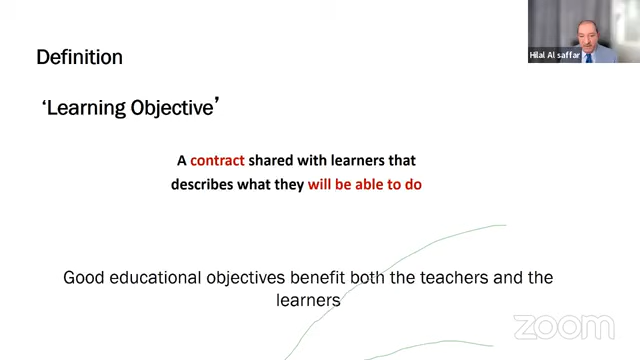 Definition
Hilal Al saffar
‘Learning Objective’
A contract shared with learners that
describes what they will be able to do
Good educational objectives benefit both the teachers and the
learners
zoom